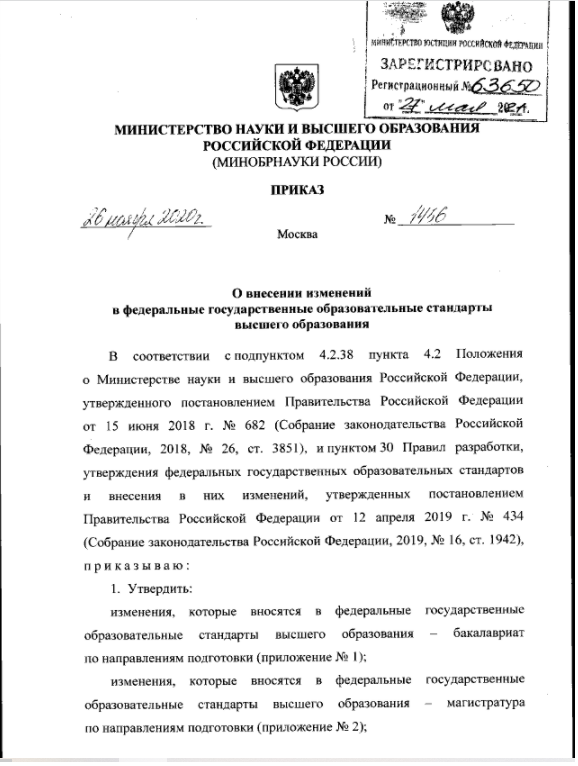 МИНИСТЕРСТВО ЮСТИЦИИ РОССИЙСКОЙ ФЕДЕРАЦИИ
ЗАРЕГИСТРИРОВАНО
Регистрационный № 63650
от "27" мая 2021.
МИНИСТЕРСТВО НАУКИ И ВЫСШЕГО ОБРАЗОВАНИЯ
РОССИЙСКОЙ ФЕДЕРАЦИИ
(МИНОБРНАУКИ РОССИИ)
ПРИКАЗ
26 ноября 2020 г. № 1456
Москва
О внесении изменений
в федеральные государственные образовательные стандарты
высшего образования
В соответствии с подпунктом 4.2.38 пункта 4.2 Положения
о Министерстве науки и высшего образования Российской Федерации,
утвержденного постановлением Правительства Российской Федерации
от 15 июня 2018 г. № 682 (Собрание законодательства Российской
Федерации, 2018, № 26, ст. 3851), и пунктом 30 Правил разработки,
утверждения федеральных государственных образовательных стандартов
и внесения в них изменений, утвержденных постановлением
Правительства Российской Федерации от 12 апреля 2019 г. № 434
(Собрание законодательства Российской Федерации, 2019, № 16, ст. 1942),
п р и к а з ы в а ю :
1. Утвердить:
изменения, которые вносятся в федеральные государственные
образовательные стандарты высшего образования – бакалавриат
по направлениям подготовки (приложение № 1);
изменения, которые вносятся в федеральные государственные
образовательные стандарты высшего образования – магистратура
по направлениям подготовки (приложение № 2);